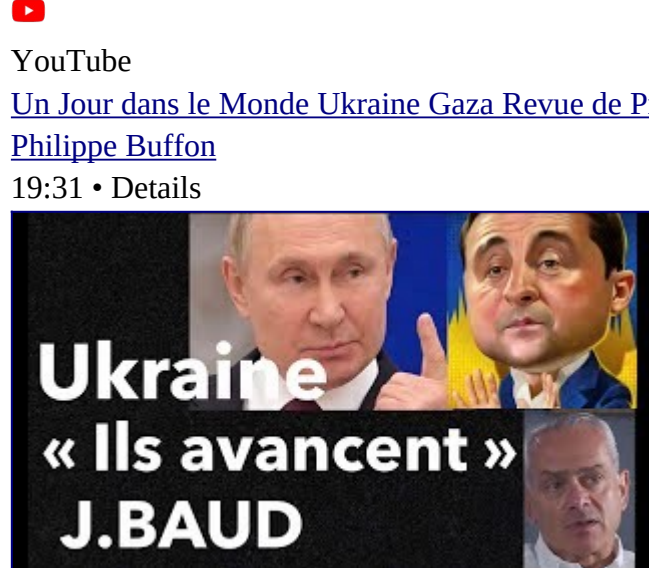 YouTube
Un Jour dans le Monde Ukraine Gaza Revue de
Philippe Buffon
19:31 • Details
Ukraine
« Ils avancent »
J.BAUD